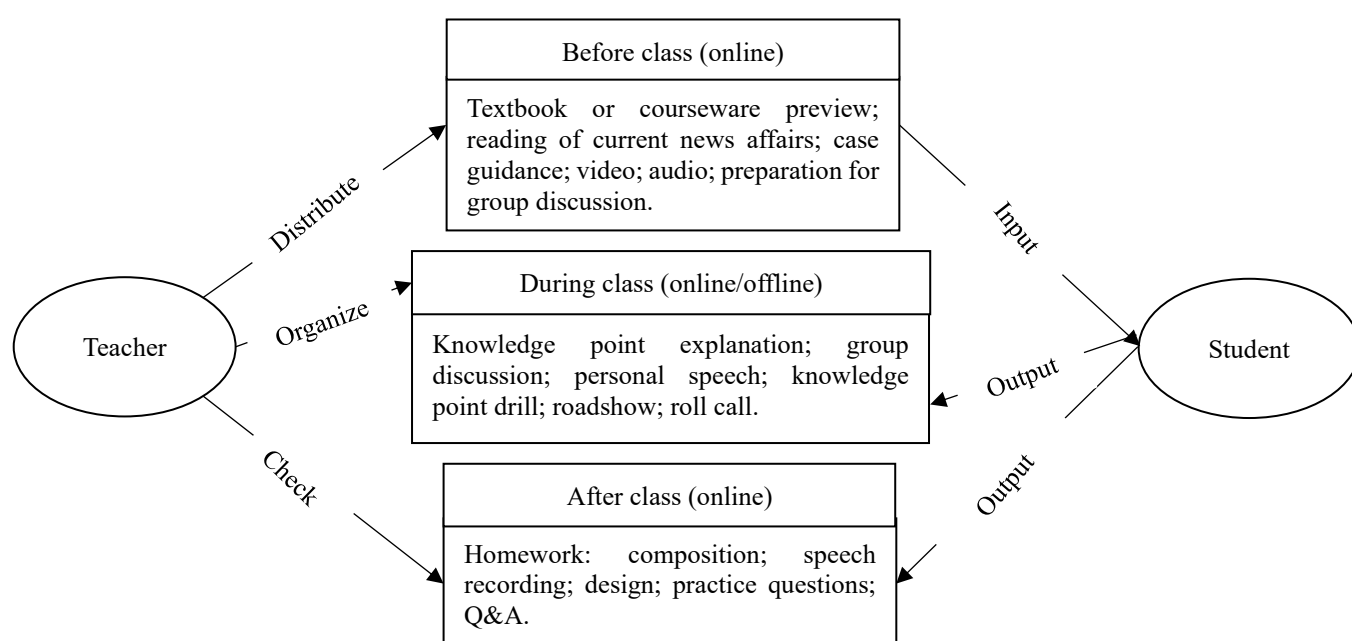 Before class (online)
Textbook or courseware preview;
reading of current news affairs; case
guidance; video; audio; preparation for
group discussion.
Distribute
Input
During class (online/offline)
Organize
Teacher
Knowledge point explanation; group
discussion; personal speech; knowledge
point drill; roadshow; roll call.
Student
Output
Check
Output
After class (online)
Homework: composition; speech
recording; design; practice questions;
Q&A.